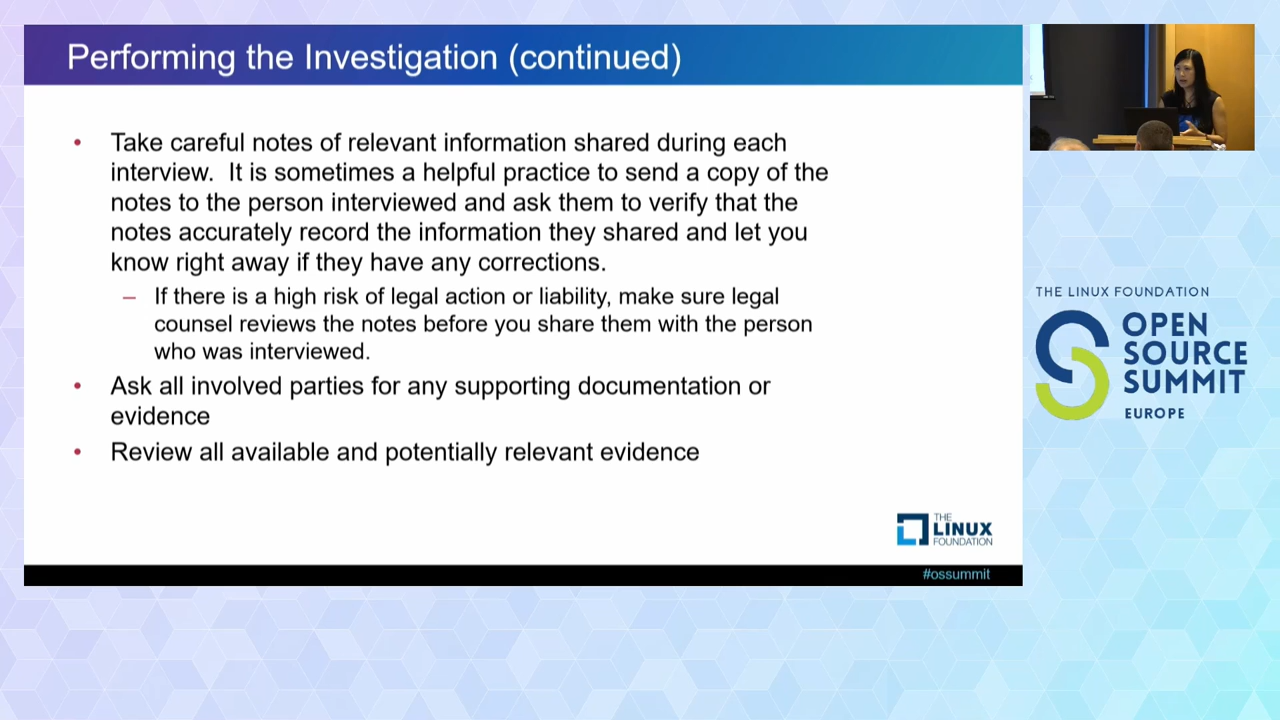 Performing the Investigation (continued)
• Take careful notes of relevant information shared during each
interview.  It is sometimes a helpful practice to send a copy of the
notes to the person interviewed and ask them to verify that the
notes accurately record the information they shared and let you
know right away if they have any corrections.
– If there is a high risk of legal action or liability, make sure legal
counsel reviews the notes before you share them with the person
who was interviewed.
• Ask all involved parties for any supporting documentation or
evidence
• Review all available and potentially relevant evidence
THE
LINUX
FOUNDATION
#ossummit
THE LINUX FOUNDATION
OPEN
SOURCE
SUMMIT
EUROPE